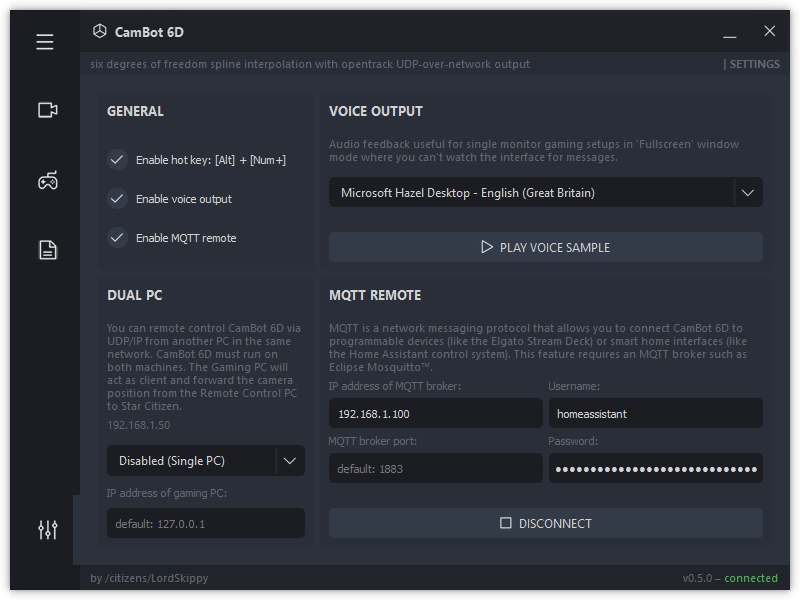 CamBot 6D
six degrees of freedom spline interpolation with opentrack UDP-over-network output
| SETTINGS
GENERAL
Enable hot key: [Alt] + [Num+]
Enable voice output
Enable MQTT remote
VOICE OUTPUT
Audio feedback useful for single monitor gaming setups in 'Fullscreen' window
mode where you can't watch the interface for messages.
Microsoft Hazel Desktop - English (Great Britain)
PLAY VOICE SAMPLE
DUAL PC
You can remote control CamBot 6D via
UDP/IP from another PC in the same
network. CamBot 6D must run on
both machines. The Gaming PC will
act as client and forward the camera
position from the Remote Control PC
to Star Citizen.
192.168.1.50
Disabled (Single PC)
IP address of gaming PC:
default: 127.0.0.1
MQTT REMOTE
MQTT is a network messaging protocol that allows you to connect CamBot 6D to
programmable devices (like the Elgato Stream Deck) or smart home interfaces (like
the Home Assistant control system). This feature requires an MQTT broker such as
Eclipse Mosquitto™.
IP address of MQTT broker:
192.168.1.100
Username:
homeassistant
MQTT broker port:
default: 1883
Password:
●●●●●●●●●●●●●●●●●●●●●●●●●●●●●
DISCONNECT
by /citizens/LordSkippy
v0.5.0 – connected